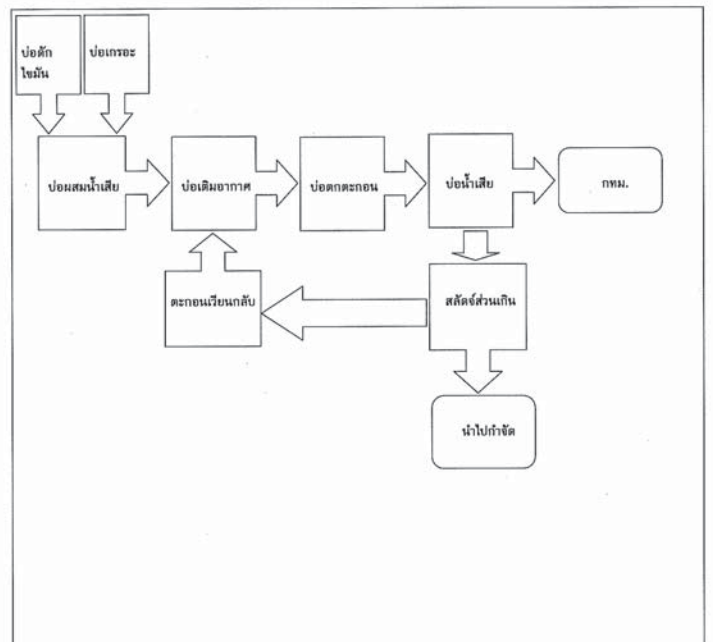 บ่อดัก
ไขมัน
บ่อเกรอะ
บ่อผสมน้ำเสีย
บ่อเติมอากาศ
บ่อตกตะกอน
บ่อน้ำเสีย
กทม.
ตะกอนเวียนกลับ
สลัดจ์ส่วนเกิน
นำไปกำจัด